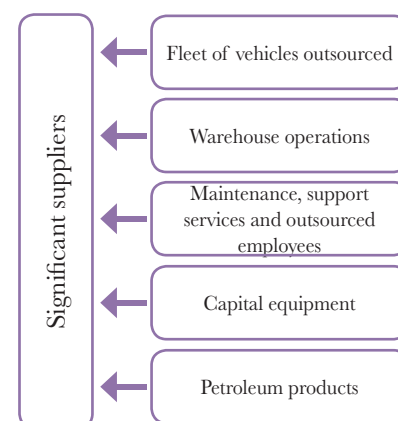 Significant suppliers
Fleet of vehicles outsourced
Warehouse operations
Maintenance, support
services and outsourced
employees
Capital equipment
Petroleum products